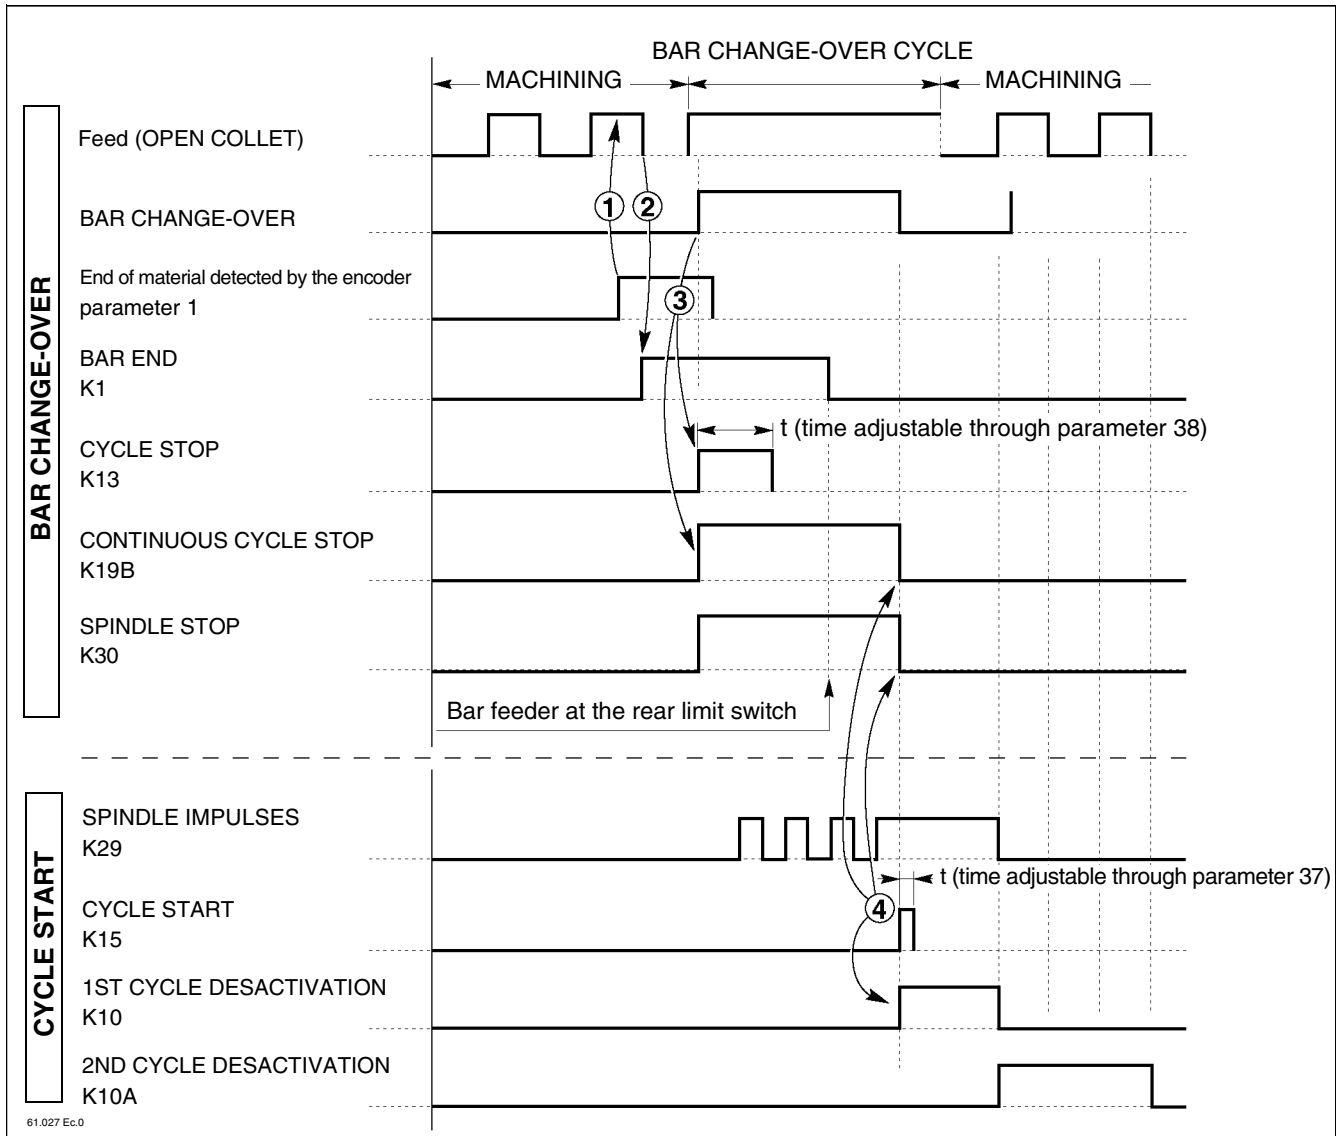 BAR CHANGE-OVER CYCLE
MACHINING
MACHINING
BAR CHANGE-OVER
Feed (OPEN COLLET)
BAR CHANGE-OVER
1
2
End of material detected by the encoder
parameter 1
3
BAR END
K1
t (time adjustable through parameter 38)
CYCLE STOP
K13
CONTINUOUS CYCLE STOP
K19B
SPINDLE STOP
K30
Bar feeder at the rear limit switch
CYCLE START
SPINDLE IMPULSES
K29
t (time adjustable through parameter 37)
CYCLE START
K15
4
1ST CYCLE DESACTIVATION
K10
2ND CYCLE DESACTIVATION
K10A
61.027 Ec.0